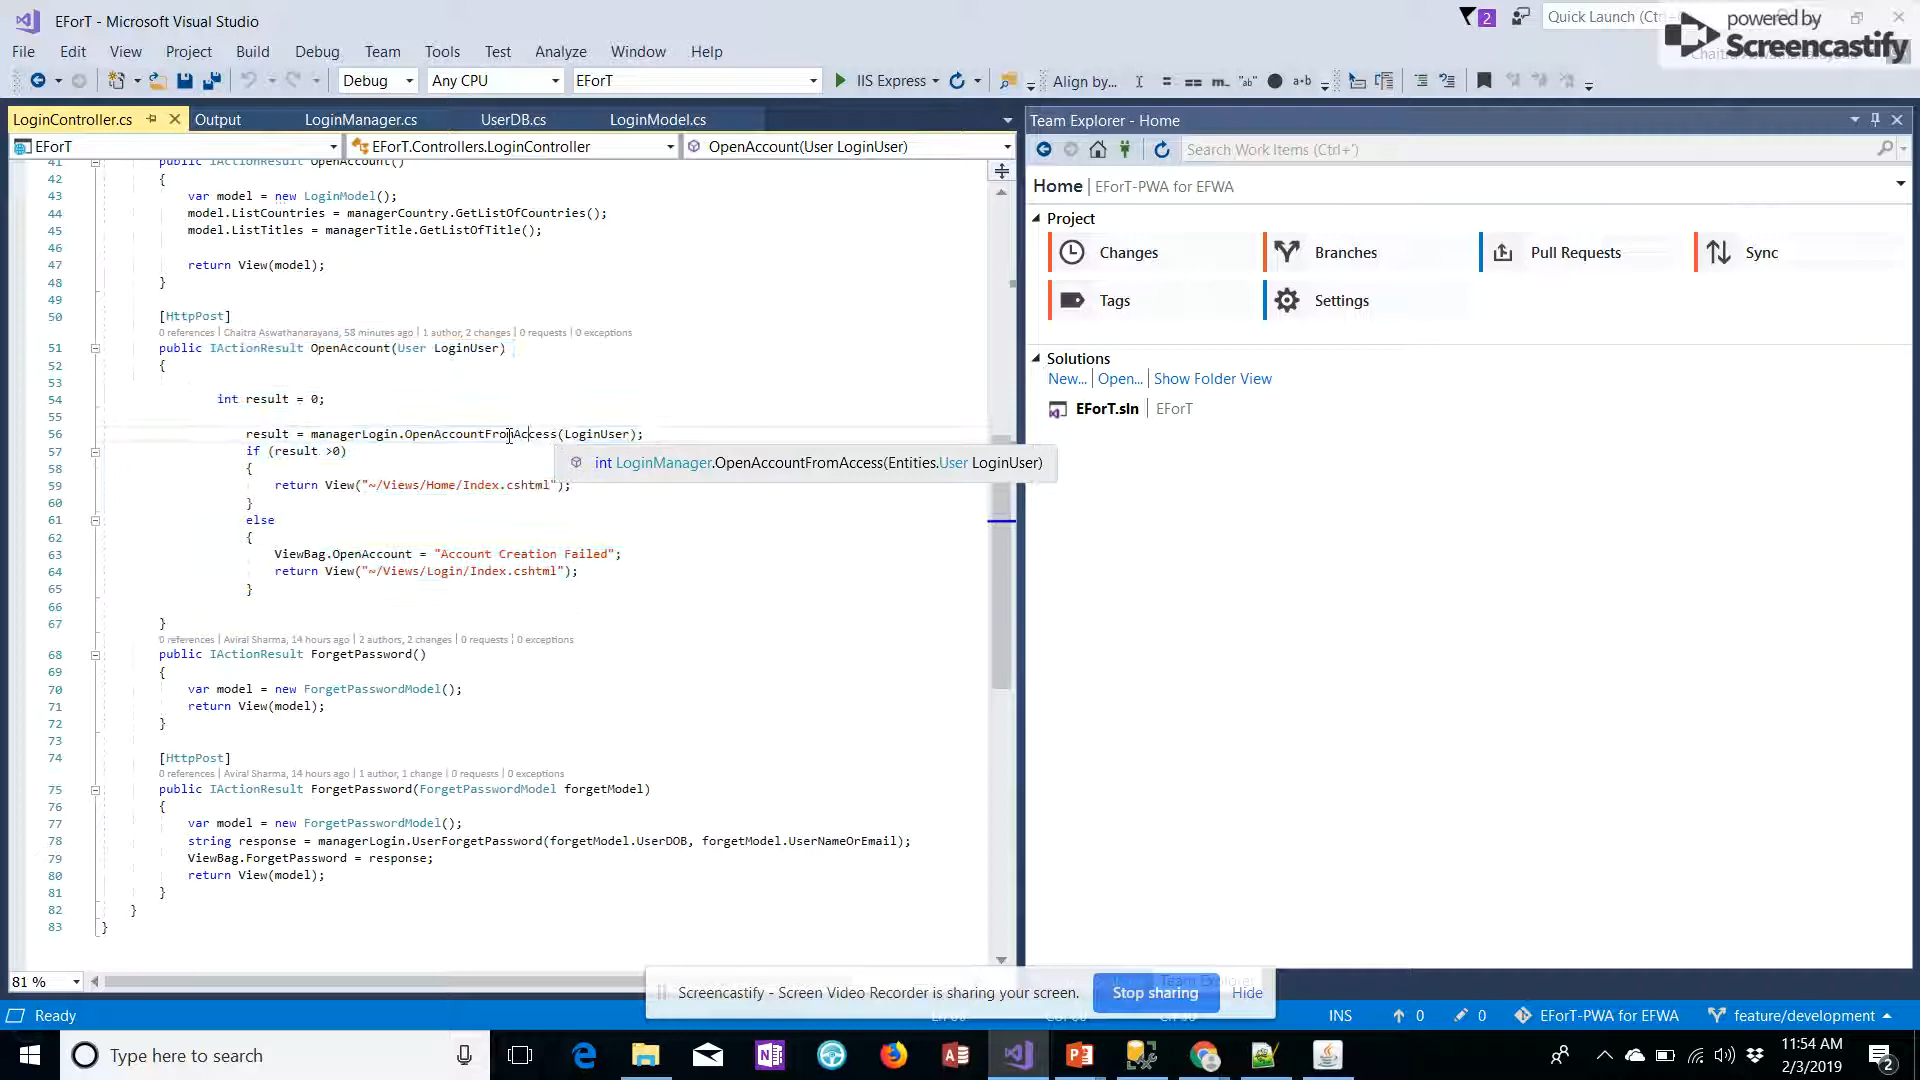 EForT - Microsoft Visual Studio
2
Quick Launch (Ct
powered by
Screencastify
File Edit View Project Build Debug Team Tools Test Analyze Window Help
Debug Any CPU EForT IIS Express Align by...
LoginController.cs Output LoginManager.cs UserDB.cs LoginModel.cs
EForT EForT.Controllers.LoginController OpenAccount(User LoginUser)
41 public IActionResult OpenAccount()
42 {
43 var model = new LoginModel();
44 model.ListCountries = managerCountry.GetListOfCountries();
45 model.ListTitles = managerTitle.GetListOfTitle();
46
47 return View(model);
48 }
49
50 [HttpPost]
0 references | Chaitra Aswathanarayana, 58 minutes ago | 1 author, 2 changes | 0 requests | 0 exceptions
51 public IActionResult OpenAccount(User LoginUser)
52 {
53
54 int result = 0;
55
56 result = managerLogin.OpenAccountFromAccess(LoginUser);
57 if (result >0)
int LoginManager.OpenAccountFromAccess(Entities.User LoginUser)
58 {
59 return View("~/Views/Home/Index.cshtml");
60 }
61 else
62 {
63 ViewBag.OpenAccount = "Account Creation Failed";
64 return View("~/Views/Login/Index.cshtml");
65 }
66
67 }
0 references | Aviral Sharma, 14 hours ago | 2 authors, 2 changes | 0 requests | 0 exceptions
68 public IActionResult ForgetPassword()
69 {
70 var model = new ForgetPasswordModel();
71 return View(model);
72 }
73
74 [HttpPost]
0 references | Aviral Sharma, 14 hours ago | 1 author, 1 change | 0 requests | 0 exceptions
75 public IActionResult ForgetPassword(ForgetPasswordModel forgetModel)
76 {
77 var model = new ForgetPasswordModel();
78 string response = managerLogin.UserForgetPassword(forgetModel.UserDOB, forgetModel.UserNameOrEmail);
79 ViewBag.ForgetPassword = response;
80 return View(model);
81 }
82 }
83 }
81 %
Team Explorer - Home
Search Work Items (Ctrl+')
Home | EForT-PWA for EFWA
Project
Changes Branches Pull Requests Sync
Tags Settings
Solutions
New... | Open... | Show Folder View
EForT.sln | EForT
Team Explorer
Screencastify - Screen Video Recorder is sharing your screen. Stop sharing Hide
Ready INS 0 0 EForT-PWA for EFWA feature/development
Type here to search
11:54 AM
2/3/2019
2